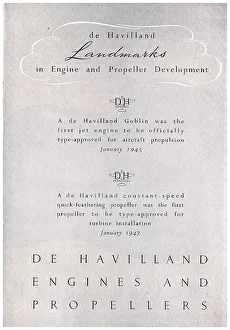 de Havilland
Landmarks
in Engine and Propeller Development
DH
A de Havilland Goblin was the
first jet engine to be officially
type-approved for aircraft propulsion
January 1945
DH
A de Havilland constant-speed
quick-feathering propeller was the first
propeller to be type-approved for
turbine installation
January 1947
DE HAVILLAND
ENGINES AND
PROPELLERS